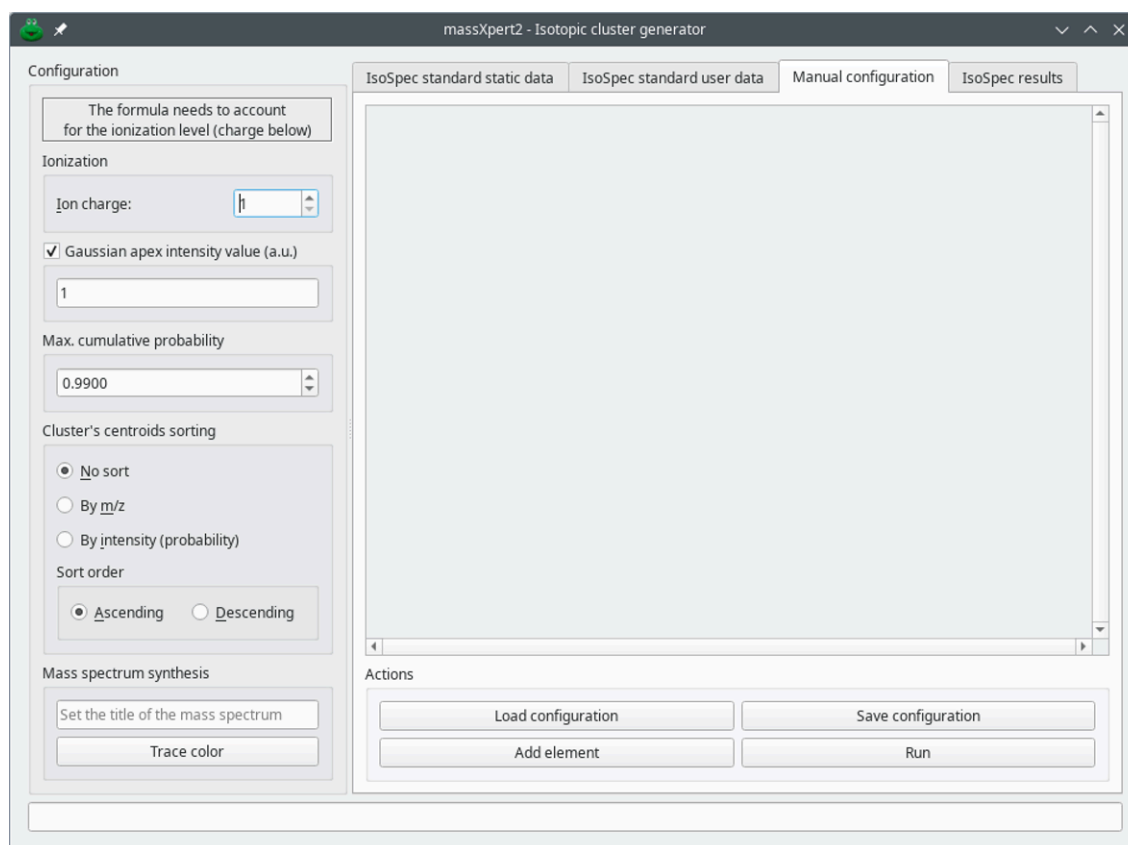 massXpert2 - Isotopic cluster generator
Configuration
The formula needs to account
for the ionization level (charge below)
Ionization
Ion charge:
1
Gaussian apex intensity value (a.u.)
1
Max. cumulative probability
0.9900
Cluster's centroids sorting
No sort
By m/z
By intensity (probability)
Sort order
Ascending Descending
Mass spectrum synthesis
Set the title of the mass spectrum
Trace color
IsoSpec standard static data IsoSpec standard user data Manual configuration IsoSpec results
Actions
Load configuration Save configuration
Add element Run